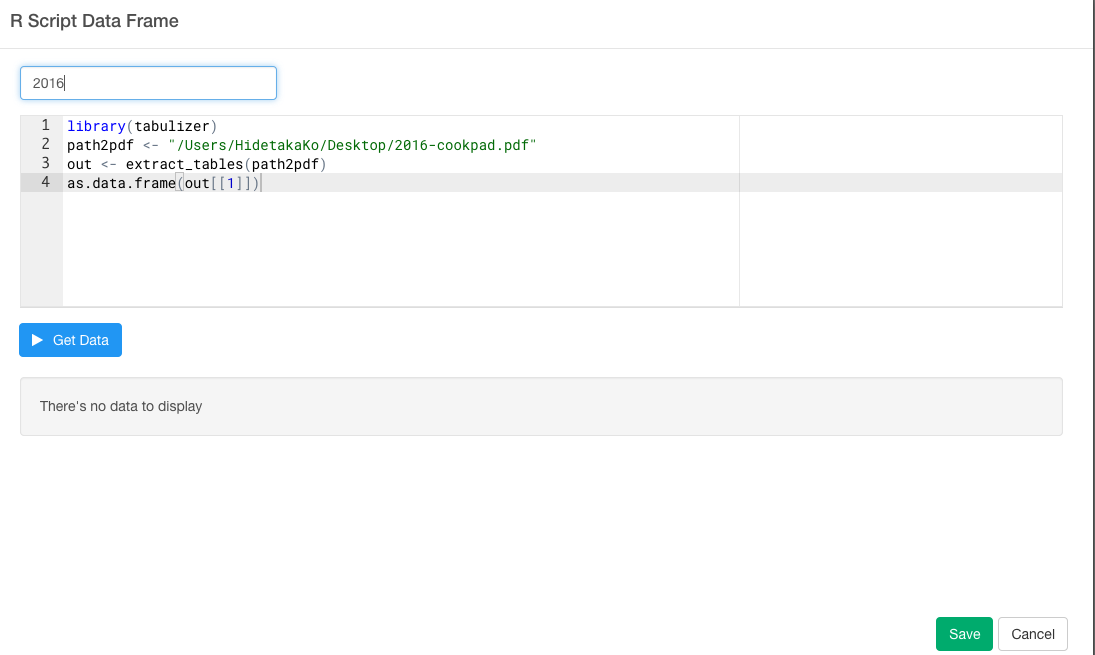 R Script Data Frame
2016
1 library(tabulizer)
2 path2pdf <- "/Users/HidetakaKo/Desktop/2016-cookpad.pdf"
3 out <- extract_tables(path2pdf)
4 as.data.frame(out[[1]])
Get Data
There's no data to display
Save Cancel